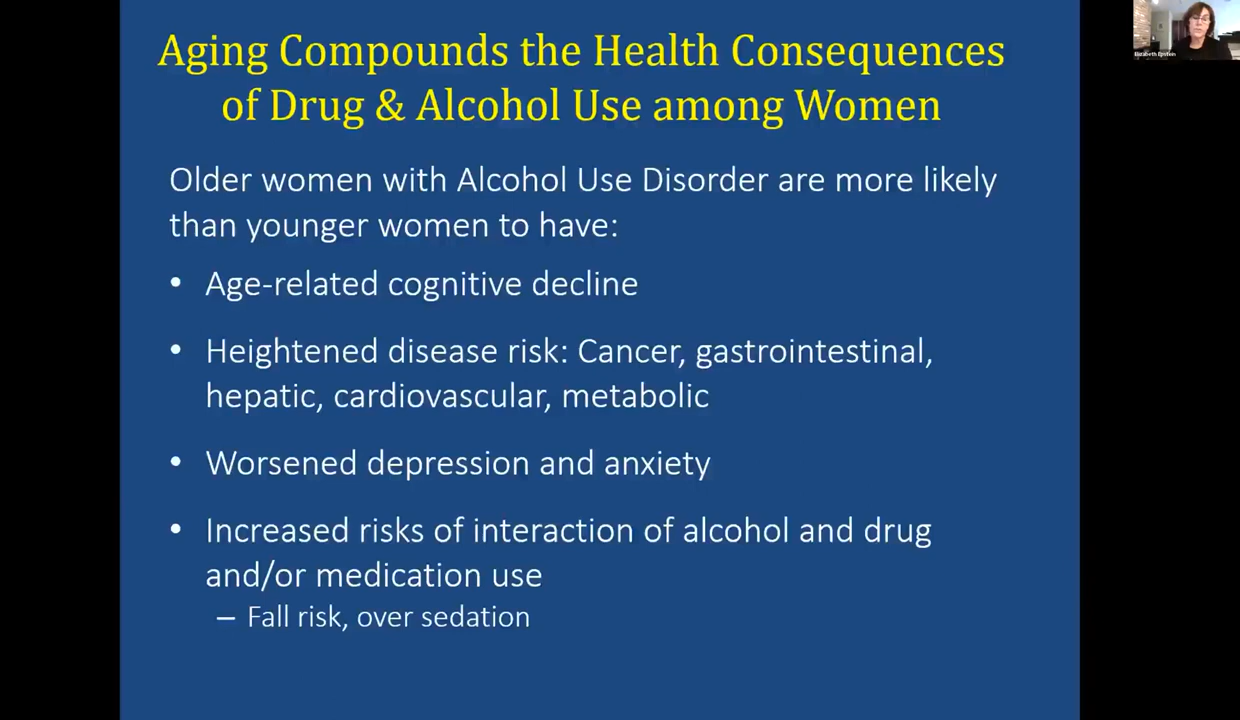 Aging Compounds the Health Consequences
of Drug & Alcohol Use among Women
Older women with Alcohol Use Disorder are more likely
than younger women to have:
• Age-related cognitive decline
• Heightened disease risk: Cancer, gastrointestinal,
hepatic, cardiovascular, metabolic
• Worsened depression and anxiety
• Increased risks of interaction of alcohol and drug
and/or medication use
– Fall risk, over sedation
Elizabeth Epstein